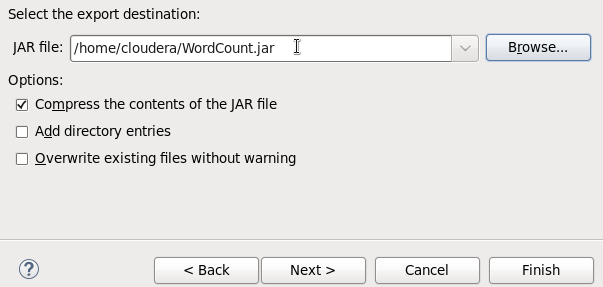 Select the export destination:
JAR file: /home/cloudera/WordCount.jar Browse...
Options:
Compress the contents of the JAR file
Add directory entries
Overwrite existing files without warning
? < Back Next > Cancel Finish